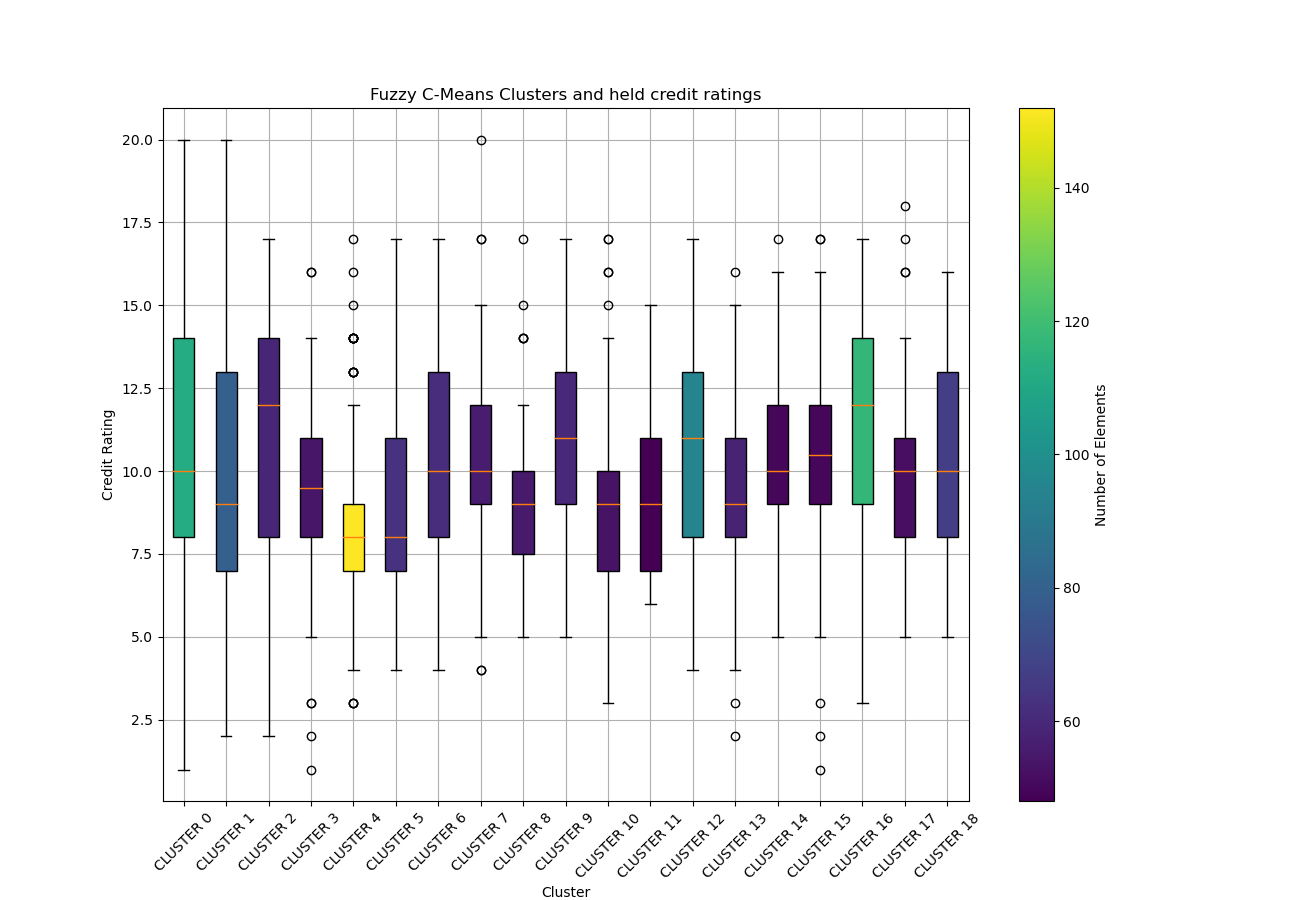 Fuzzy C-Means Clusters and held credit ratings
20.0
17.5
15.0
12.5
10.0
7.5
5.0
2.5
Credit Rating
CLUSTER 0
CLUSTER 1
CLUSTER 2
CLUSTER 3
CLUSTER 4
CLUSTER 5
CLUSTER 6
CLUSTER 7
CLUSTER 8
CLUSTER 9
CLUSTER 10
CLUSTER 11
CLUSTER 12
CLUSTER 13
CLUSTER 14
CLUSTER 15
CLUSTER 16
CLUSTER 17
CLUSTER 18
Cluster
140
120
100
80
60
Number of Elements